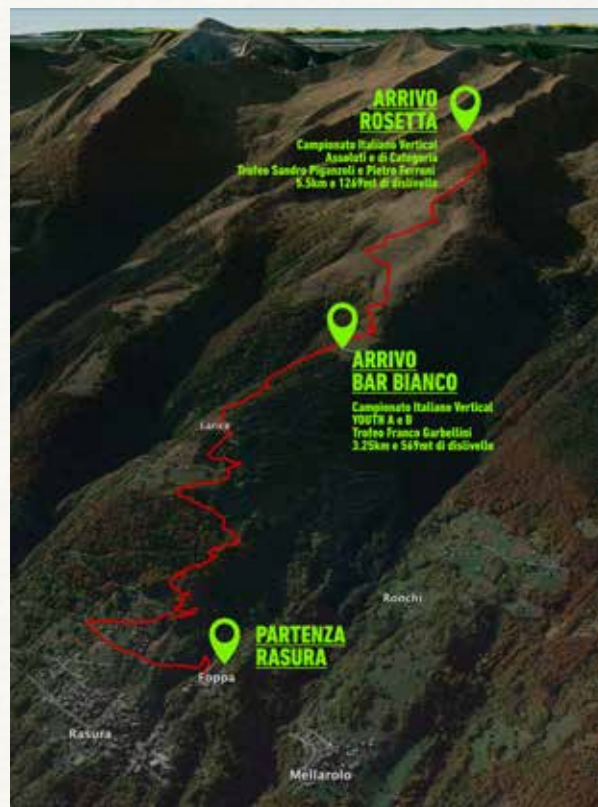 ARRIVO
ROSETTA
Campionato Italiano Vertical
Assoluti e di Categoria
Trofeo Sandro Piganzoli e Pietro Ferroni
5.5km e 1269mt di dislivello
ARRIVO
BAR BIANCO
Campionato Italiano Vertical
YOUTH A e B
Trofeo Franco Garbellini
3.25km e 569mt di dislivello
Larice
Ronchi
PARTENZA
RASURA
Foppa
Rasura
Mellarolo